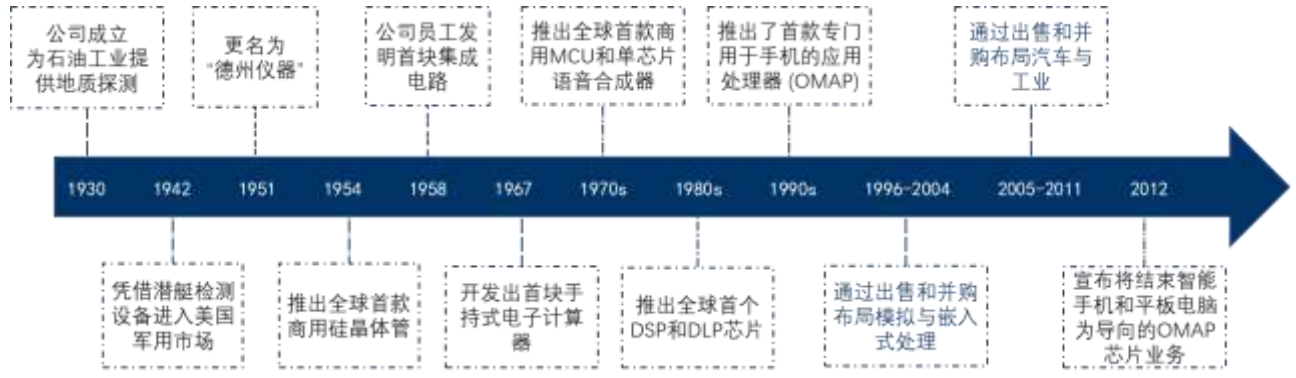 公司成立
为石油工业提
供地质探测
更名为
“德州仪器”
公司员工发
明首块集成
电路
推出全球首款商
用MCU和单芯片
语音合成器
推出了首款专门
用于手机的应用
处理器 (OMAP)
通过出售和并
购布局汽车与
工业
1930 1942 1951 1954 1958 1967 1970s 1980s 1990s 1996-2004 2005-2011 2012
凭借潜艇检测
设备进入美国
军用市场
推出全球首款
商用硅晶体管
开发出首块手
持式电子计算
器
推出全球首个
DSP和DLP芯片
通过出售和并购
布局模拟与嵌入
式处理
宣布将结束智能
手机和平板电脑
为导向的OMAP
芯片业务